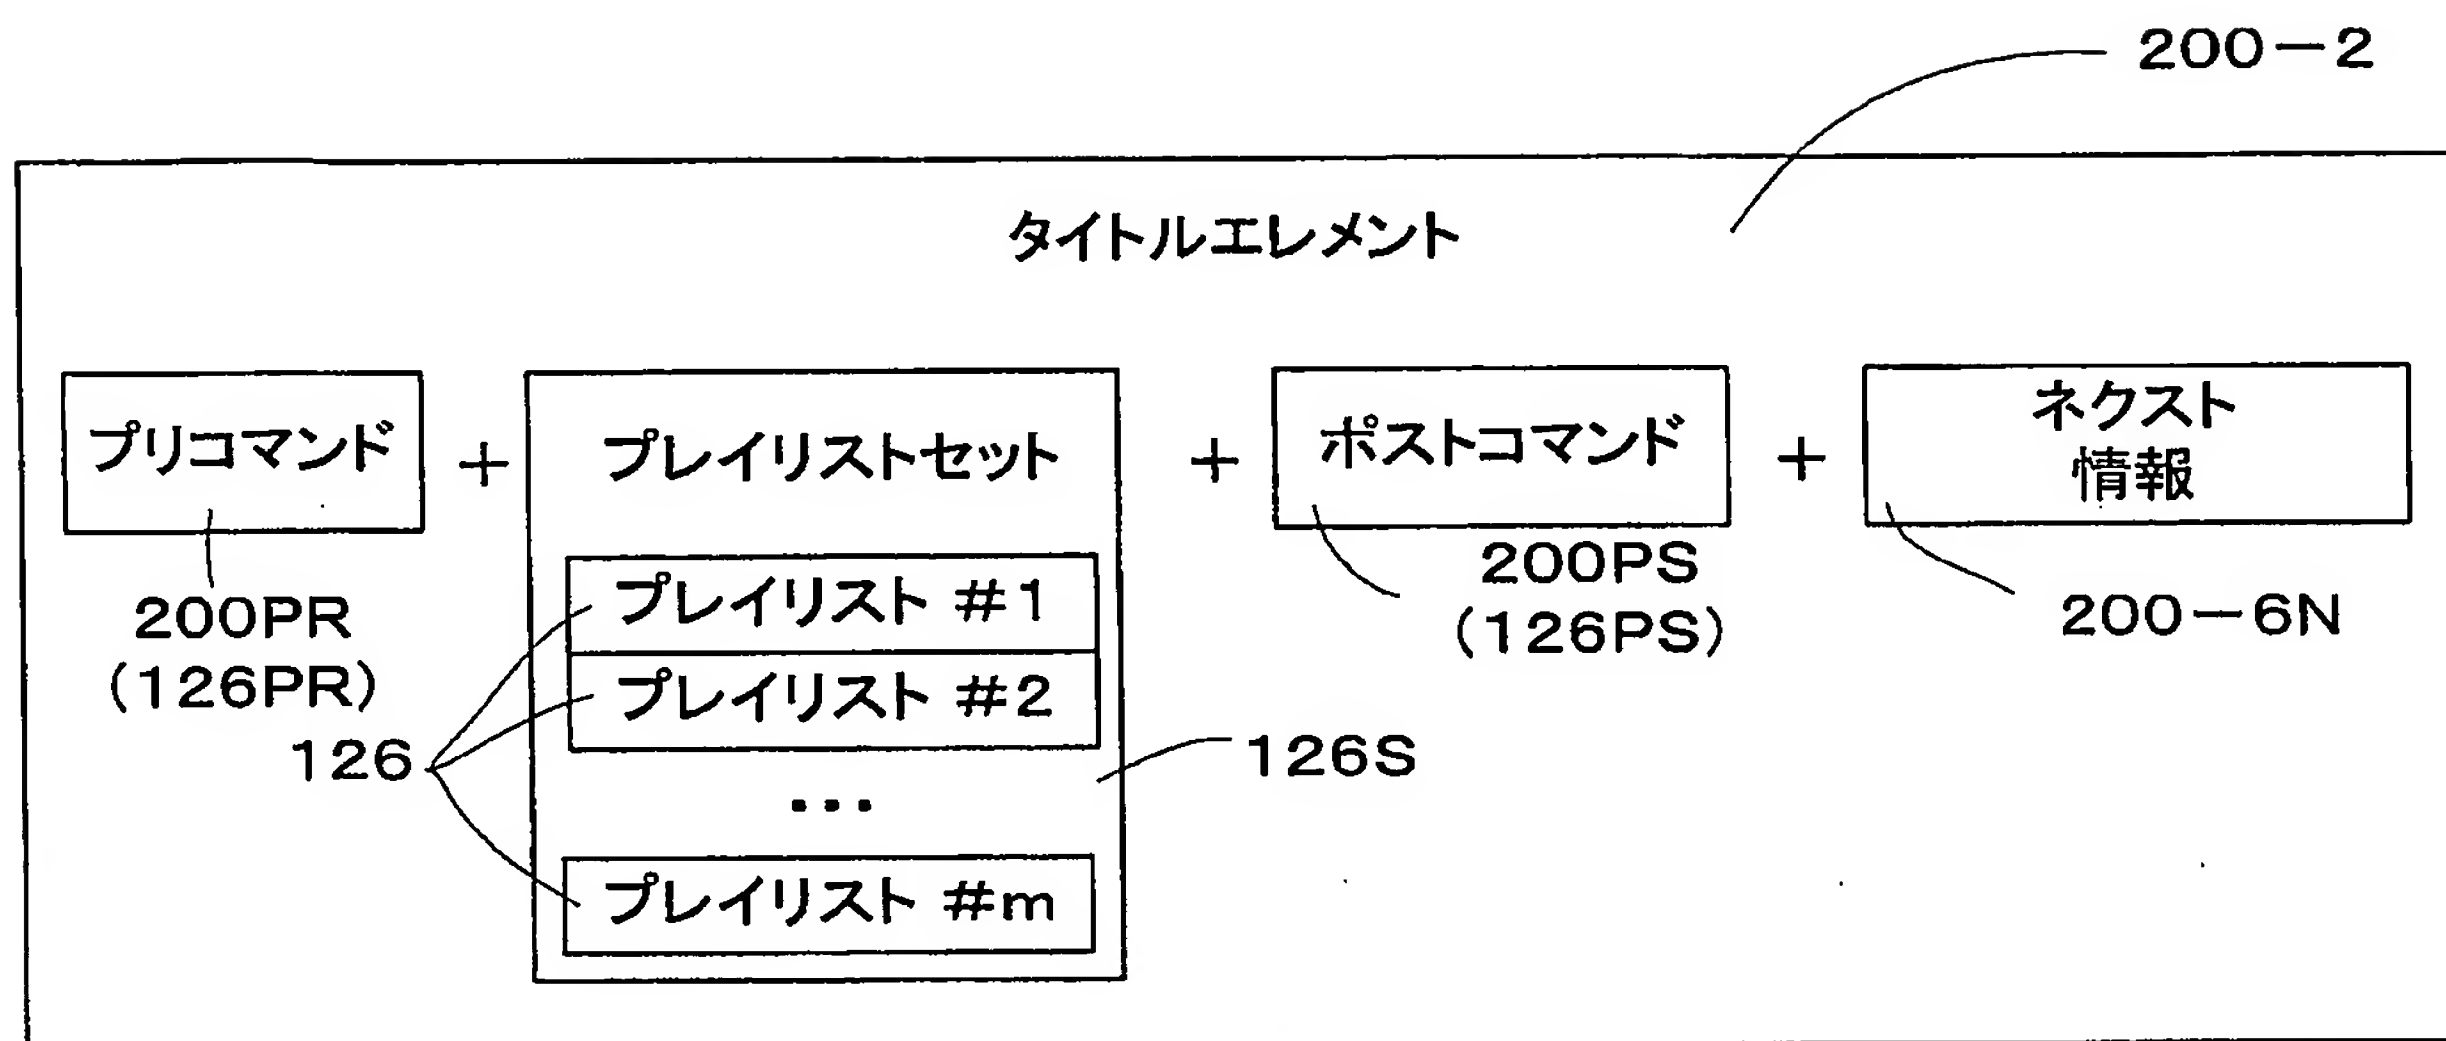 200-2
タイトルエレメント
プリコマンド
+
プレイリストセット
+
ポストコマンド
+
ネクスト
情報
200PR
(126PR)
プレイリスト #1
プレイリスト #2
...
プレイリスト #m
126
126S
200PS
(126PS)
200-6N